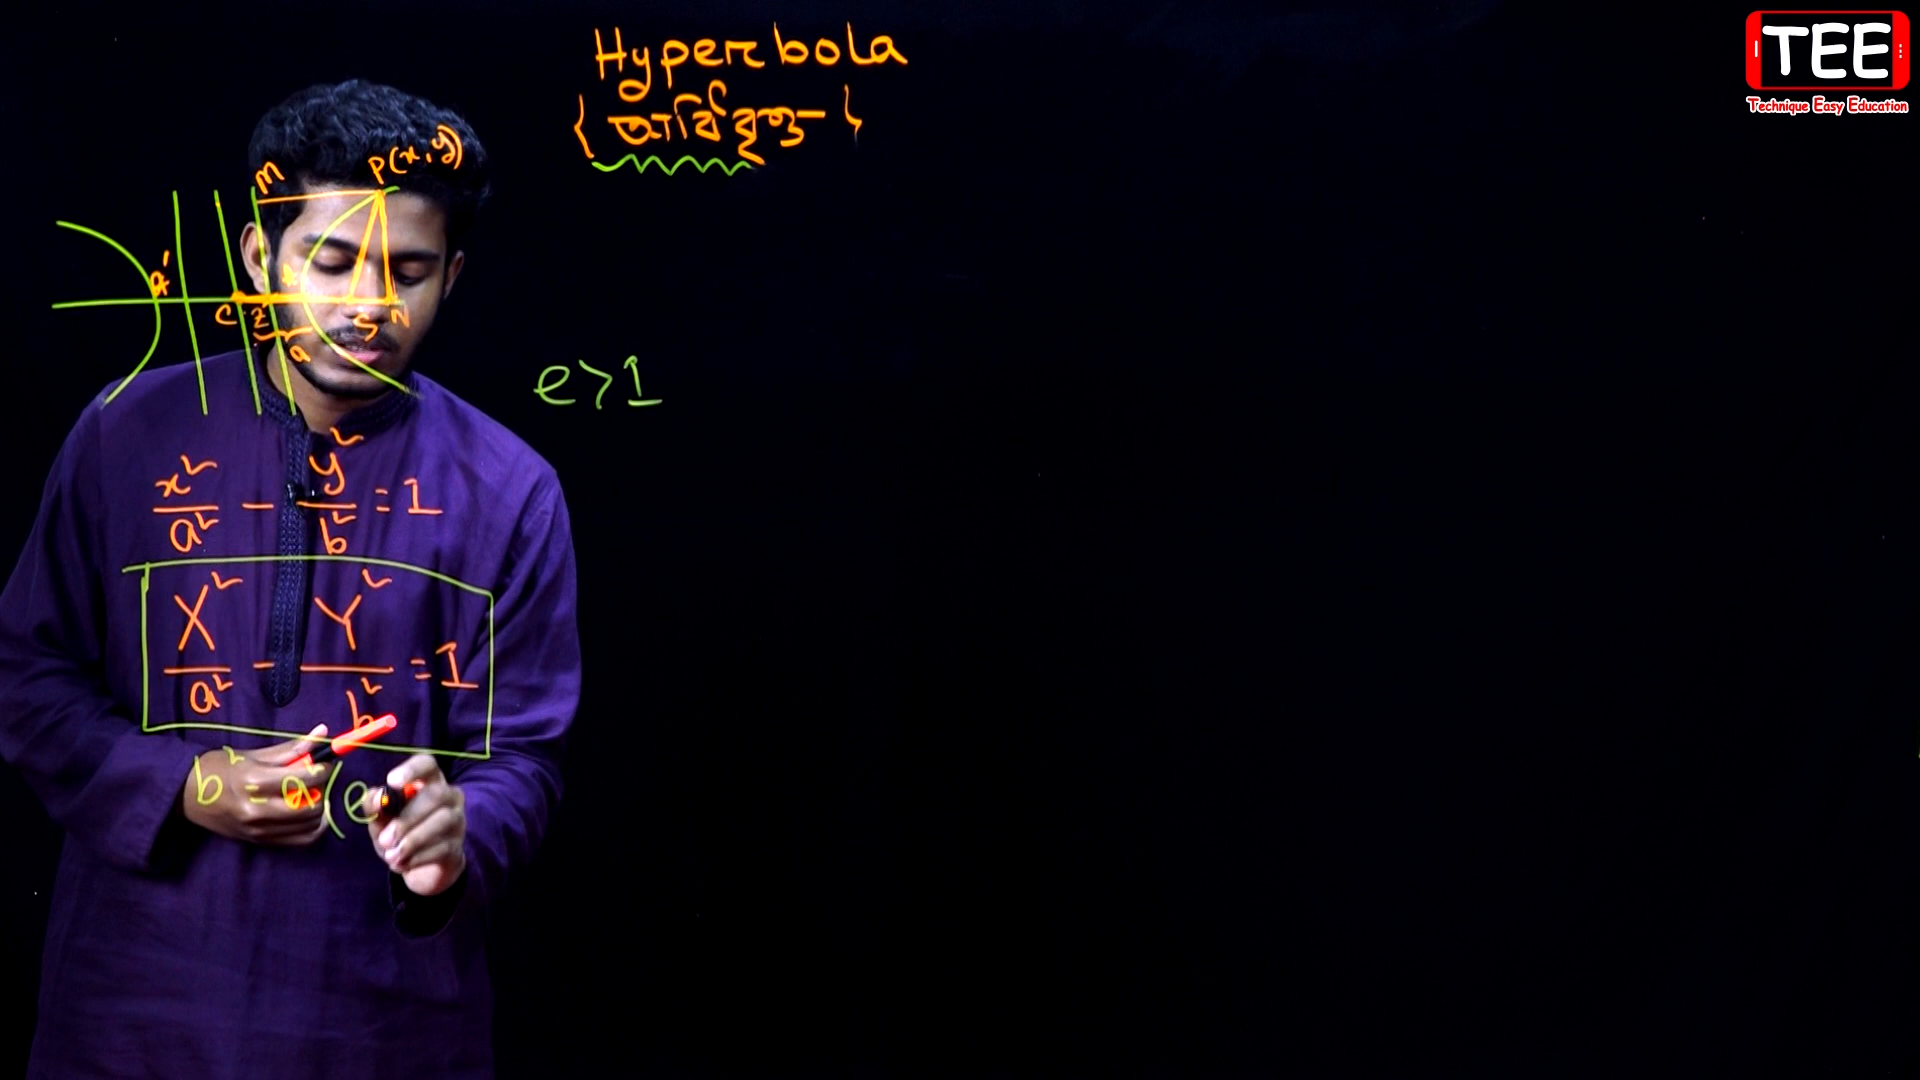 Hyperbola
{ অধিবৃত্ত }
TEE
Technique Easy Education
M P(x,y)
A' A
C Z S N
a
e>1
x²/a² - y²/b² = 1
X²/a² - Y²/b² = 1
b² = a²(e